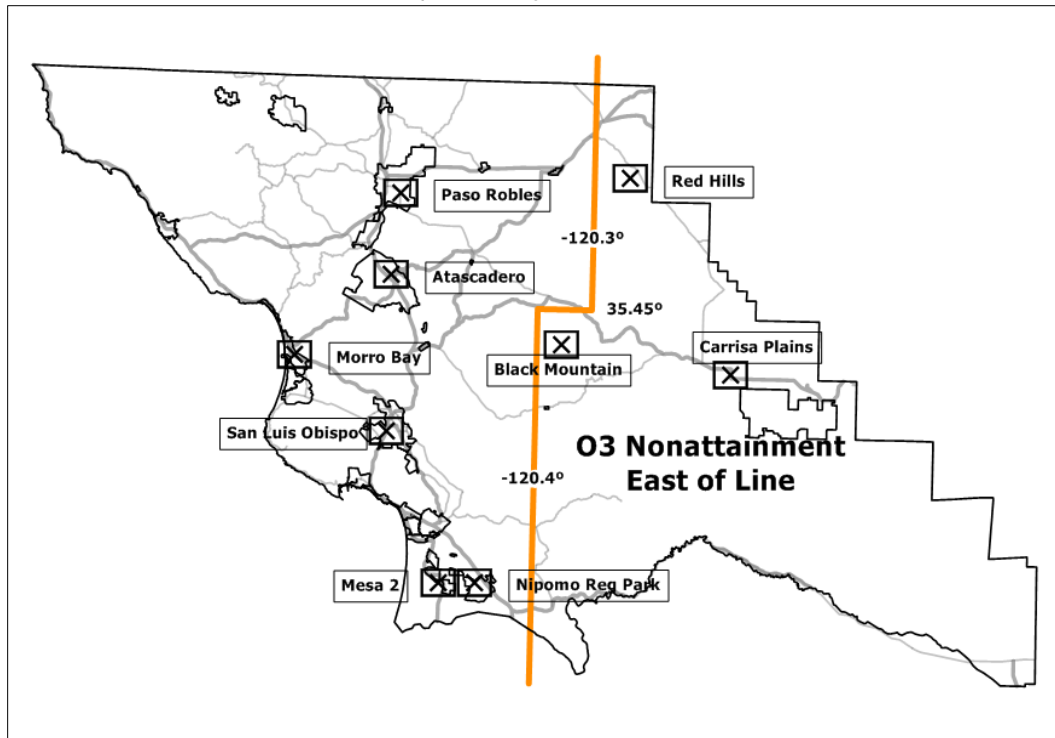 Red Hills
Paso Robles
-120.3º
Atascadero
35.45º
Morro Bay
Carrisa Plains
Black Mountain
San Luis Obispo
O3 Nonattainment
East of Line
-120.4º
Mesa 2
Nipomo Reg Park